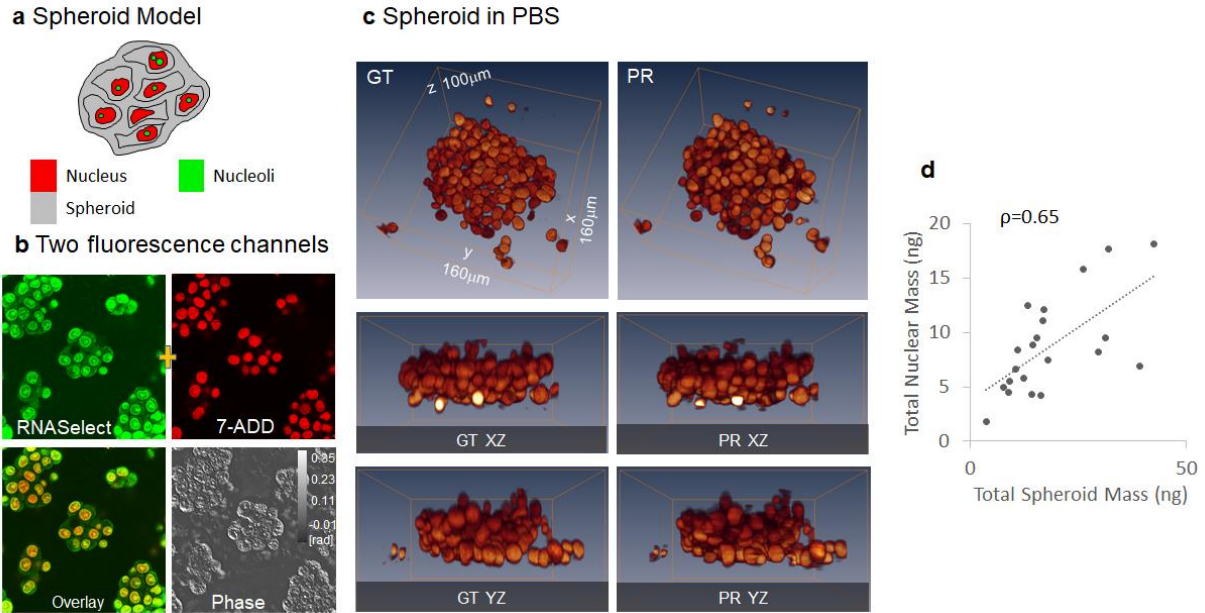 a Spheroid Model
Nucleus
Nucleoli
Spheroid
b Two fluorescence channels
RNASelect
7-ADD
Overlay
Phase
0.35
0.23
0.11
-0.01
[rad]
c Spheroid in PBS
GT
z 100μm
x
160μm
y
160μm
PR
GT XZ
PR XZ
GT YZ
PR YZ
d
ρ=0.65
Total Nuclear Mass (ng)
20
15
10
5
0
0
50
Total Spheroid Mass (ng)